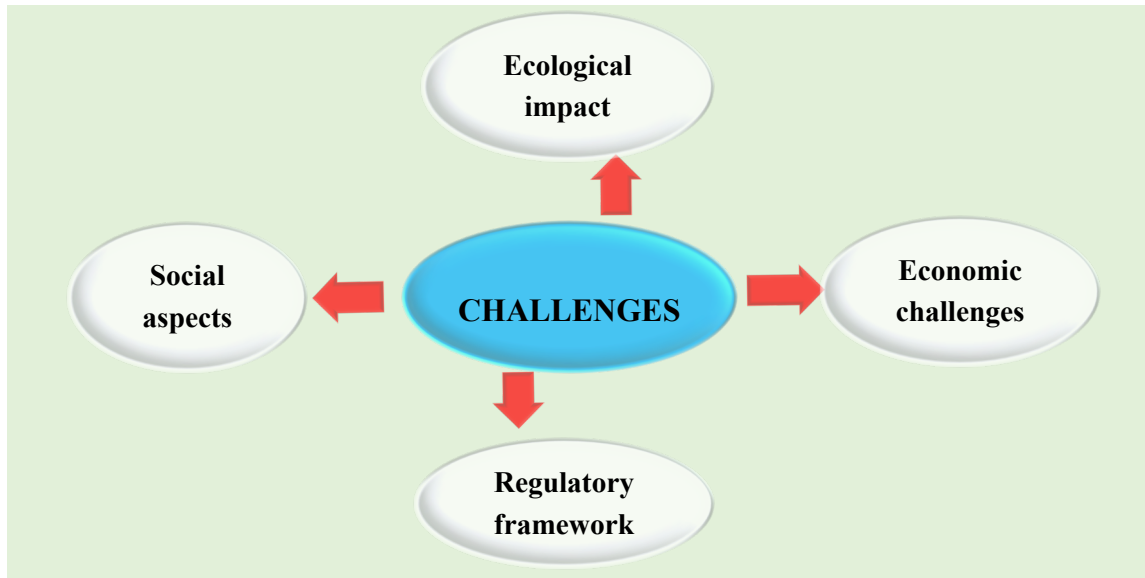 Ecological
impact
Social
aspects
CHALLENGES
Economic
challenges
Regulatory
framework